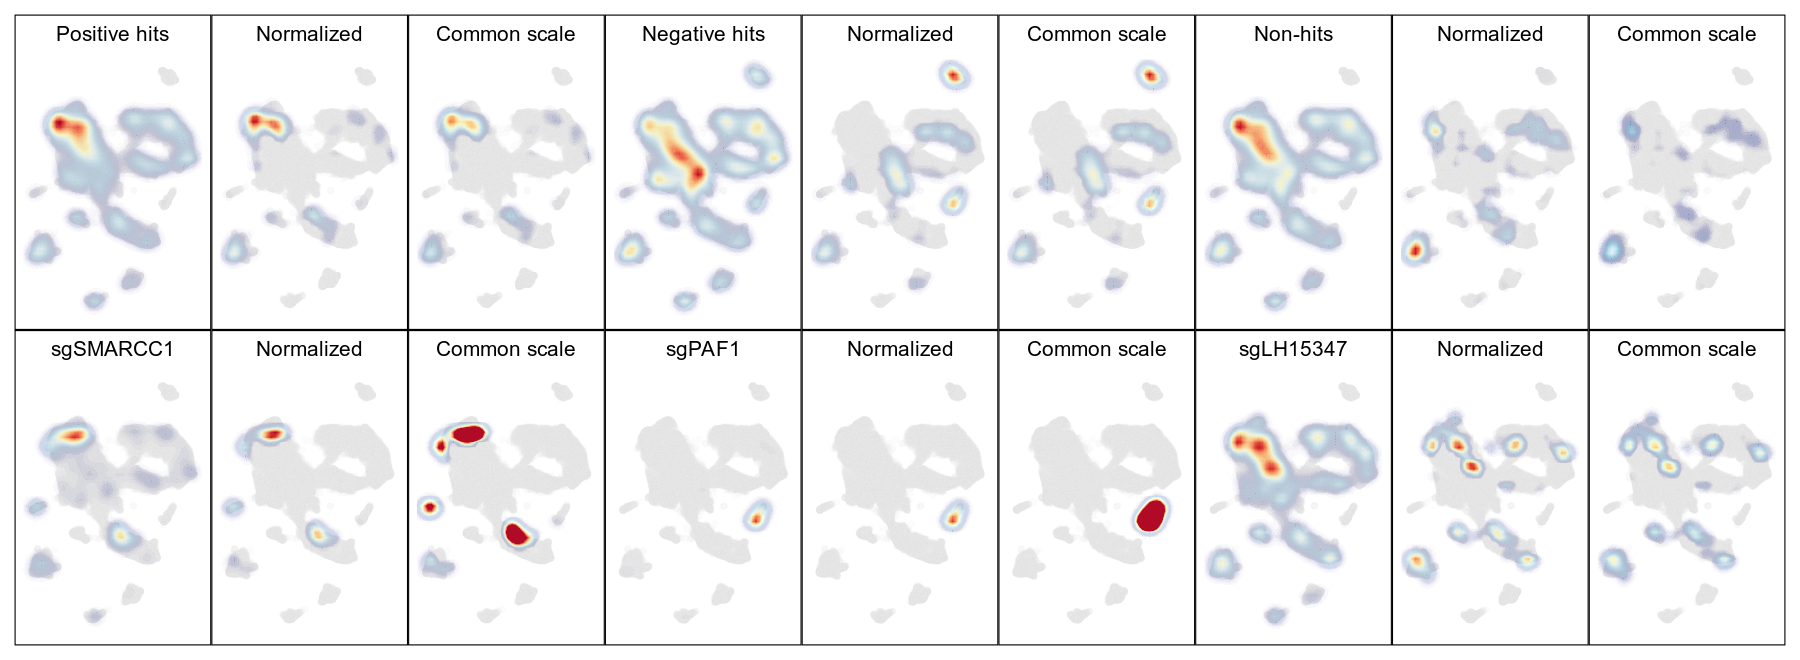 Positive hits
Normalized
Common scale
Negative hits
Normalized
Common scale
Non-hits
Normalized
Common scale
sgSMARCC1
Normalized
Common scale
sgPAF1
Normalized
Common scale
sgLH15347
Normalized
Common scale